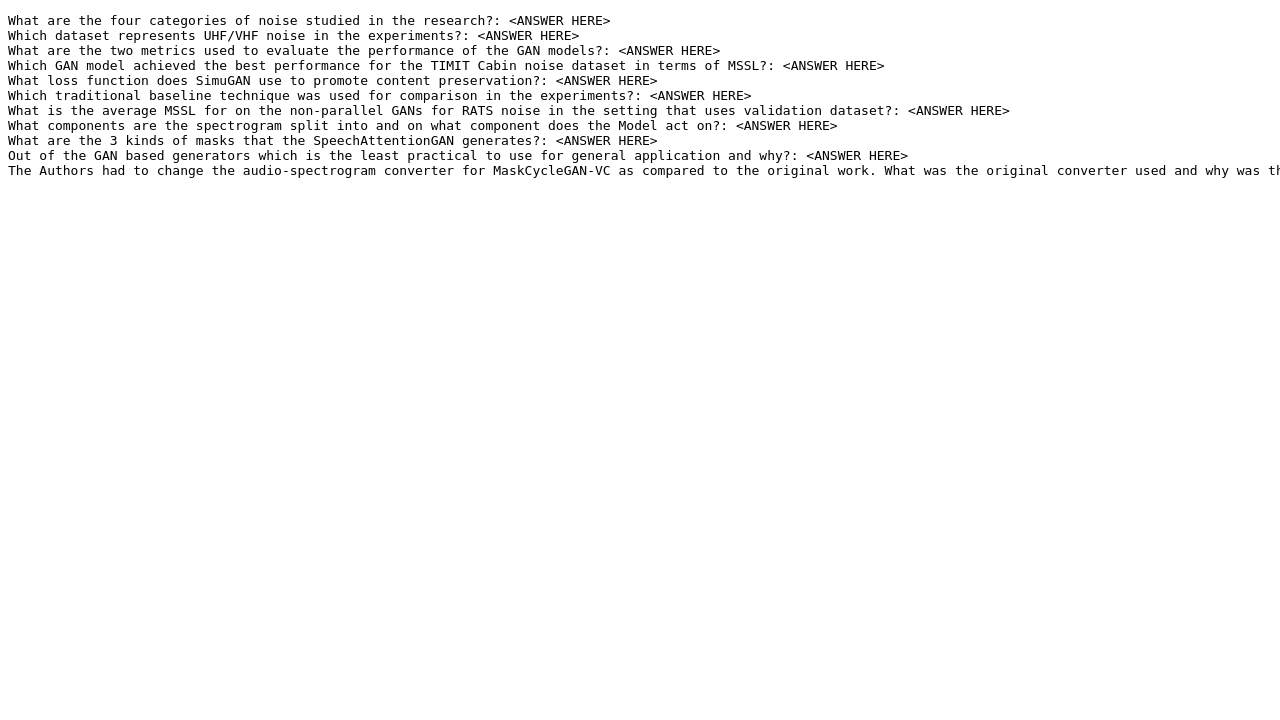 What are the four categories of noise studied in the research?: <ANSWER HERE>
Which dataset represents UHF/VHF noise in the experiments?: <ANSWER HERE>
What are the two metrics used to evaluate the performance of the GAN models?: <ANSWER HERE>
Which GAN model achieved the best performance for the TIMIT Cabin noise dataset in terms of MSSL?: <ANSWER HERE>
What loss function does SimuGAN use to promote content preservation?: <ANSWER HERE>
Which traditional baseline technique was used for comparison in the experiments?: <ANSWER HERE>
What is the average MSSL for on the non-parallel GANs for RATS noise in the setting that uses validation dataset?: <ANSWER HERE>
What components are the spectrogram split into and on what component does the Model act on?: <ANSWER HERE>
What are the 3 kinds of masks that the SpeechAttentionGAN generates?: <ANSWER HERE>
Out of the GAN based generators which is the least practical to use for general application and why?: <ANSWER HERE>
The Authors had to change the audio-spectrogram converter for MaskCycleGAN-VC as compared to the original work. What was the original converter used and why was